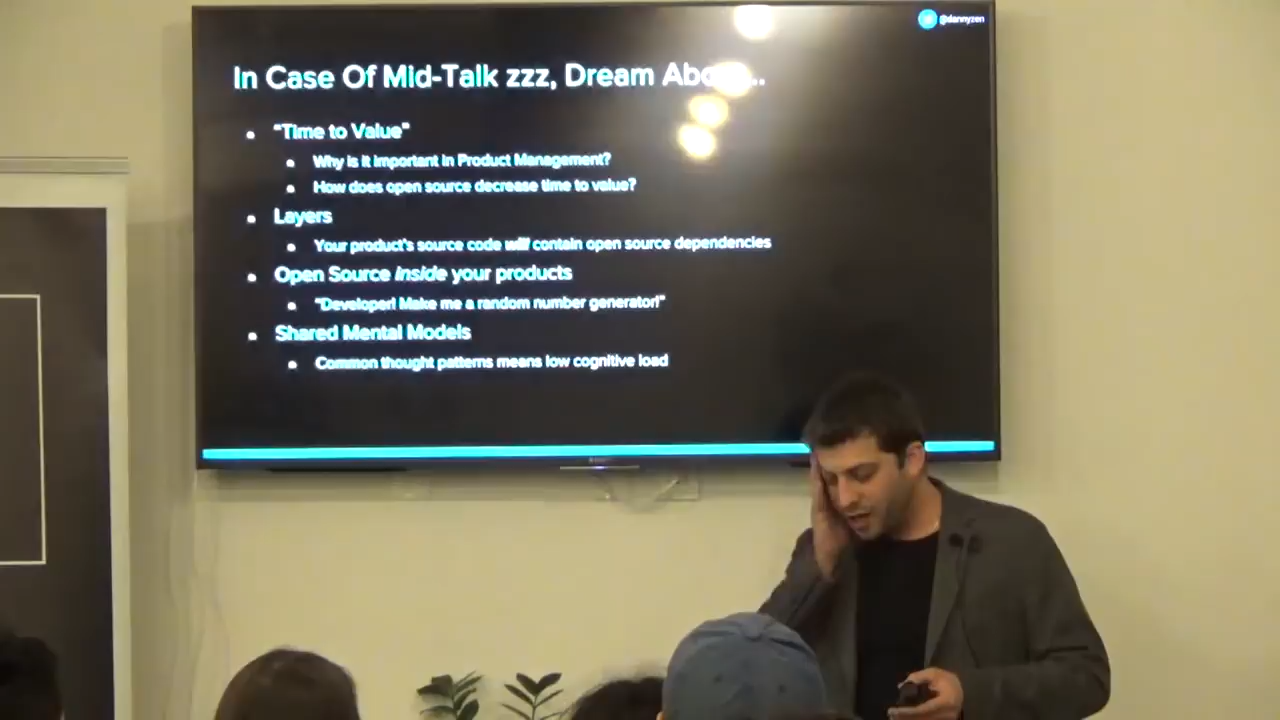 @dannyzen
In Case Of Mid-Talk zzz, Dream
"Time to Value"
Why is it important in Product Management?
How does open source decrease time to value?
Layers
Your product's source code will contain open source dependencies
Open Source inside your products
"Developer! Make me a random number generator!"
Shared Mental Models
Common thought patterns means low cognitive load